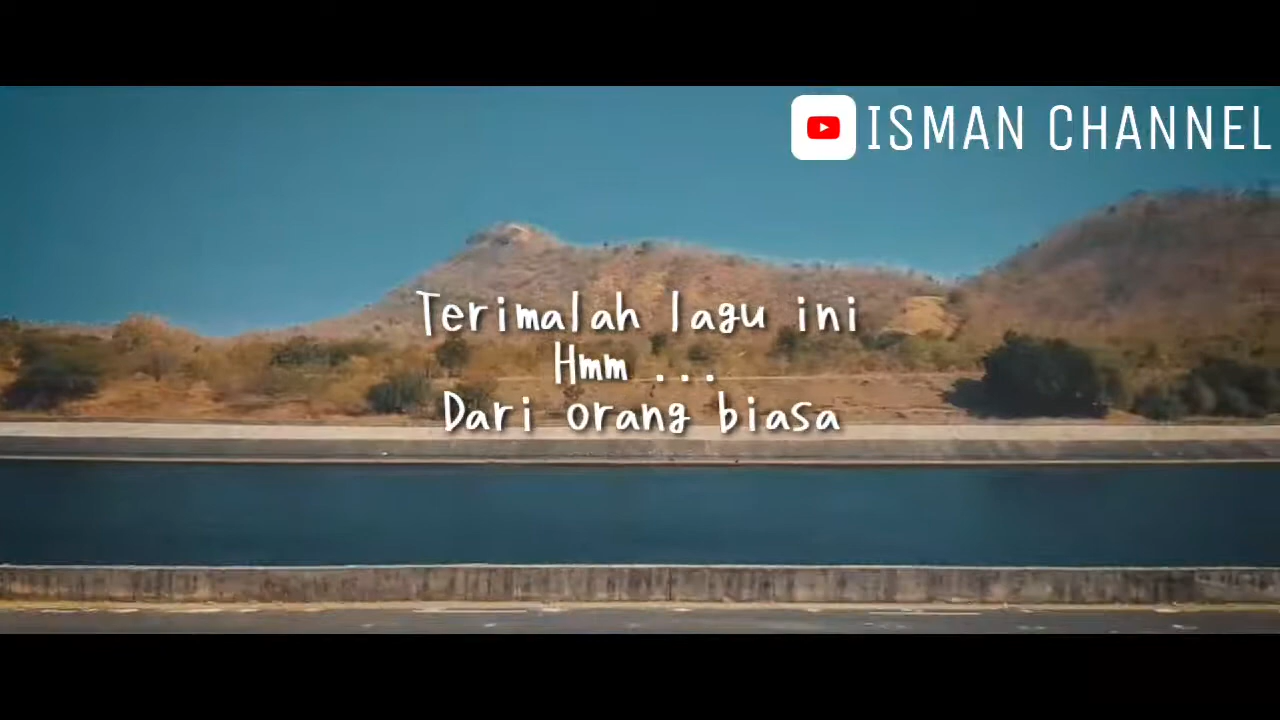 ISMAN CHANNEL
Terimalah lagu ini
Hmm ...
Dari orang biasa